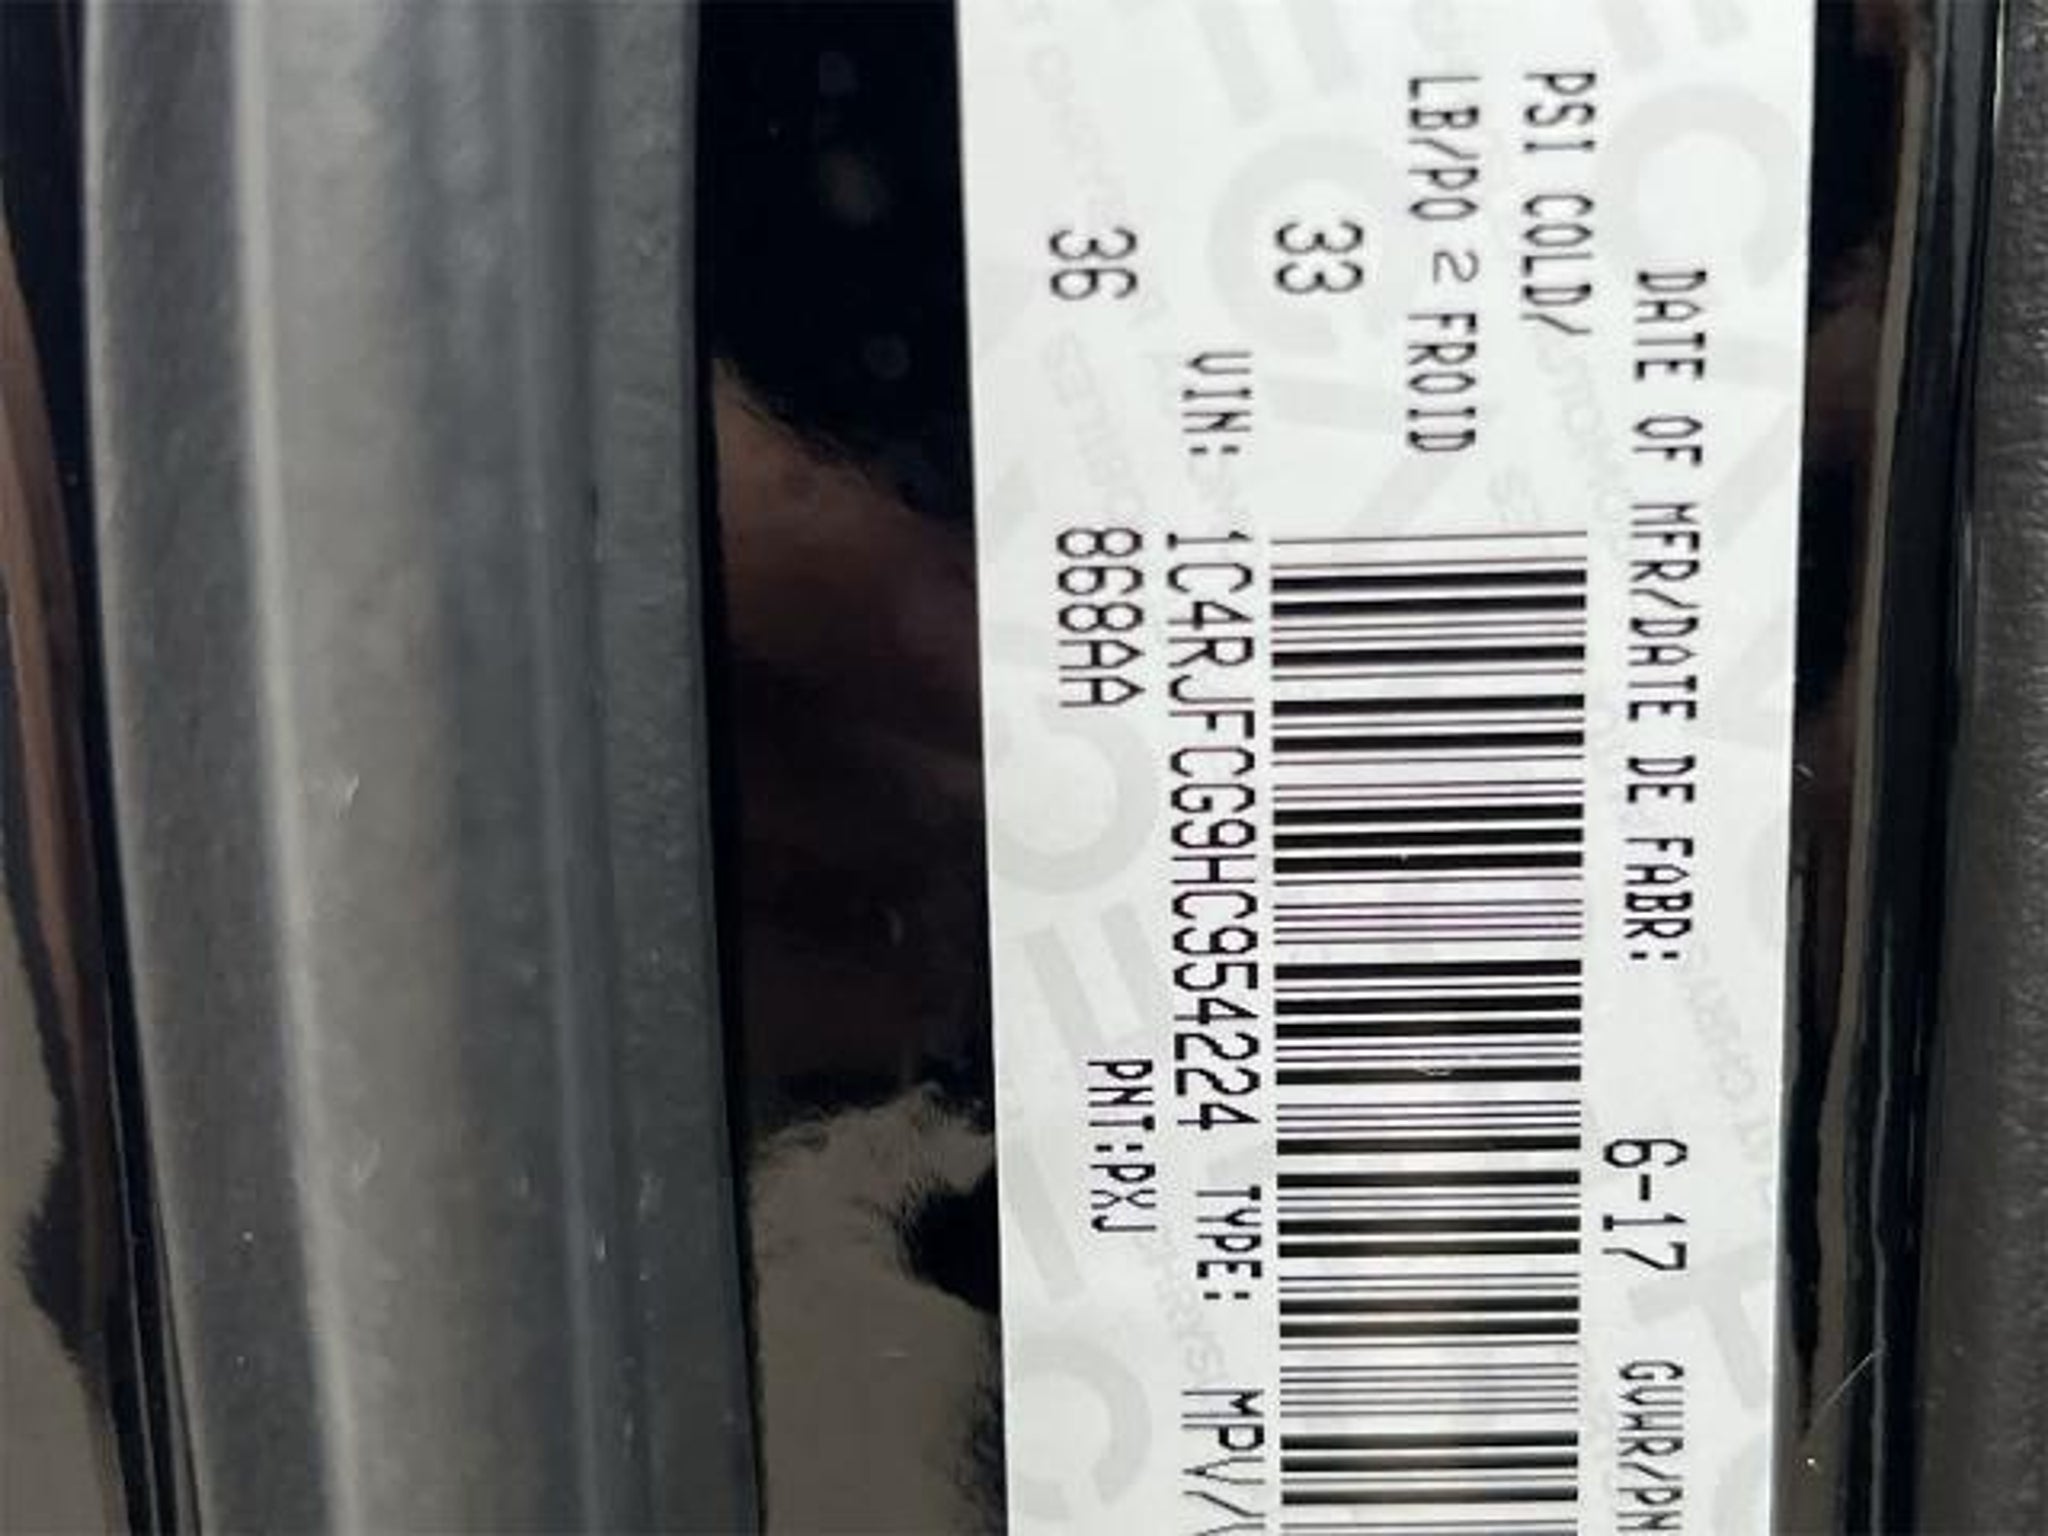 DATE OF MFR/DATE DE FABR: 6-17 GVWR/PN
PSI COLD/
LB/PO 2 FROID
33
VIN: 1C4RJFCG9HC954224 TYPE: MPV/
36 868AA PNT:PXJ